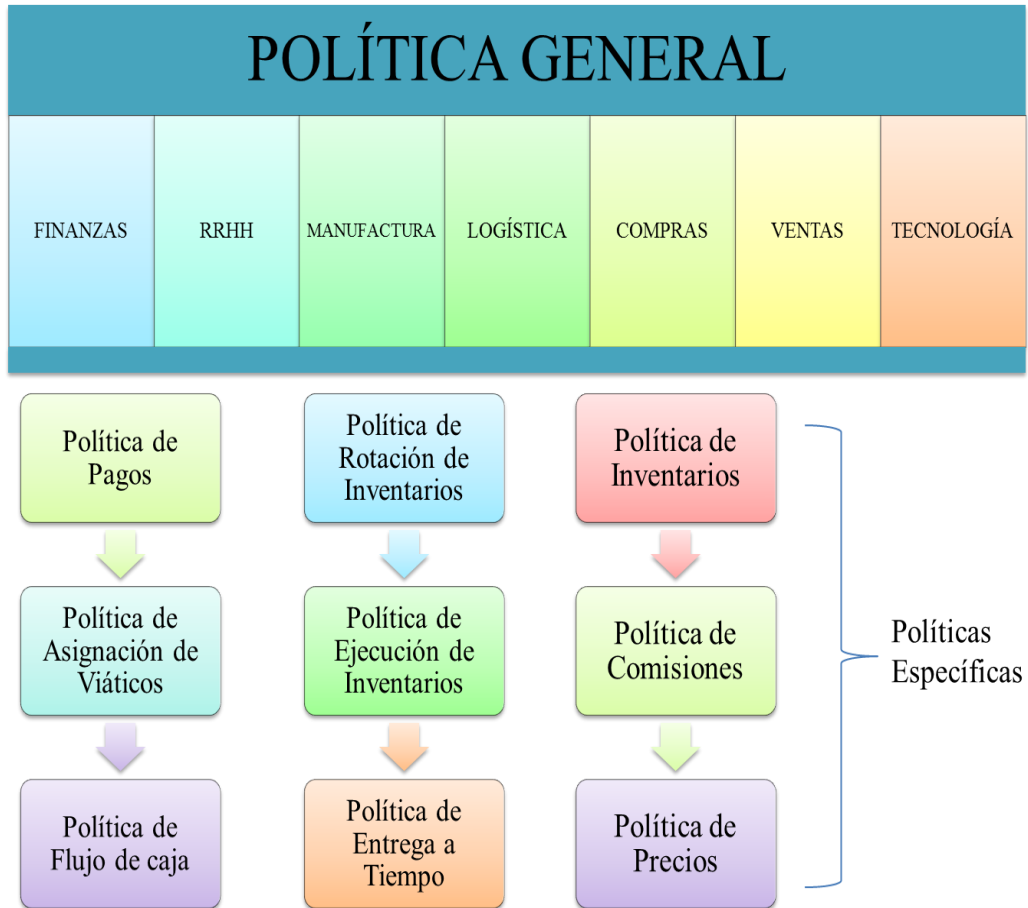 POLÍTICA GENERAL
FINANZAS
RRHH
MANUFACTURA
LOGÍSTICA
COMPRAS
VENTAS
TECNOLOGÍA
Política de
Pagos
Política de
Asignación de
Viáticos
Política de
Flujo de caja
Política de
Rotación de
Inventarios
Política de
Ejecución de
Inventarios
Política de
Entrega a
Tiempo
Política de
Inventarios
Política de
Comisiones
Política de
Precios
Políticas
Específicas